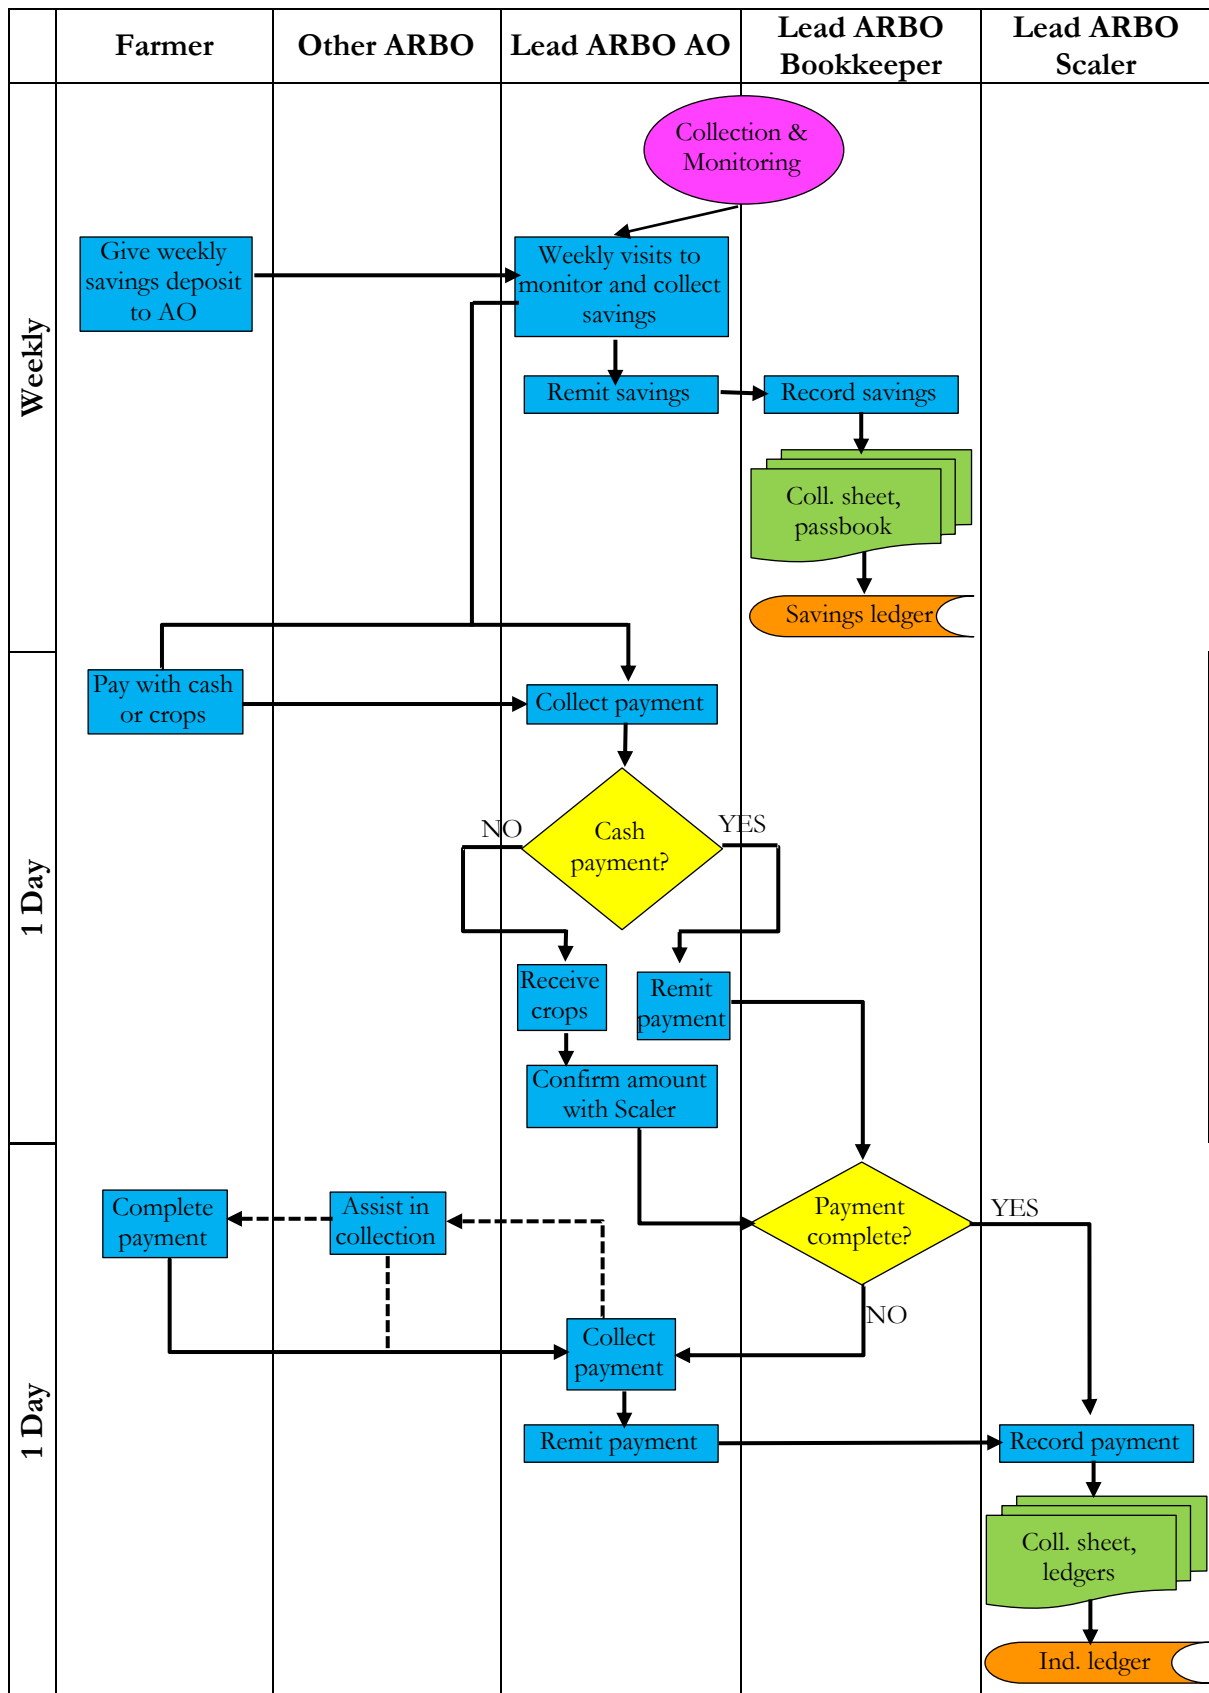 Farmer
Other ARBO
Lead ARBO AO
Lead ARBO
Bookkeeper
Lead ARBO
Scaler
Weekly
Collection &
Monitoring
Give weekly
savings deposit
to AO
Weekly visits to
monitor and collect
savings
Remit savings
Record savings
Coll. sheet,
passbook
Savings ledger
1 Day
Pay with cash
or crops
Collect payment
NO
Cash
payment?
YES
Receive
crops
Remit
payment
Confirm amount
with Scaler
1 Day
Complete
payment
Assist in
collection
Payment
complete?
YES
NO
Collect
payment
Remit payment
Record payment
Coll. sheet,
ledgers
Ind. ledger